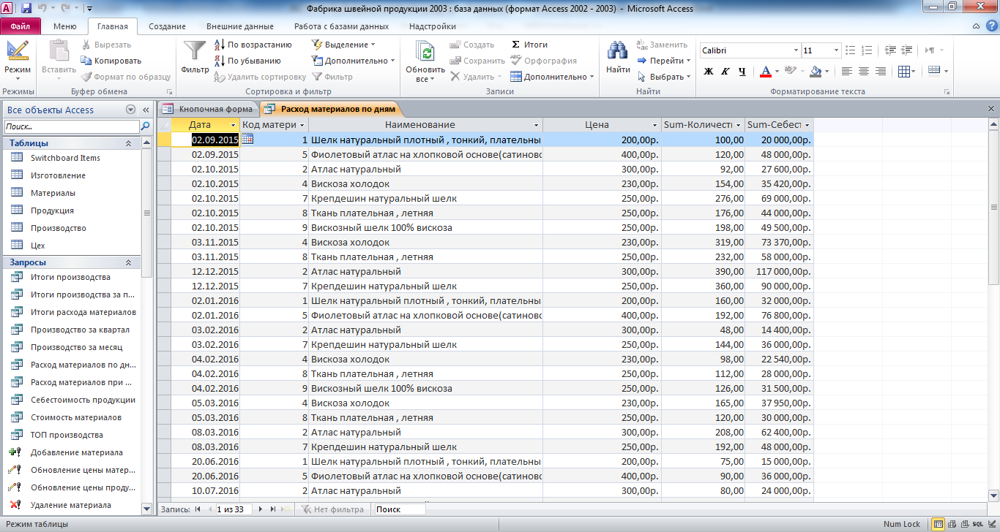 Фабрика швейной продукции 2003 : база данных (формат Access 2002 - 2003) - Microsoft Access
Файл Меню Главная Создание Внешние данные Работа с базами данных Надстройки
Режим
Режимы
Вставить
Вырезать
Копировать
Формат по образцу
Буфер обмена
Фильтр
По возрастанию
По убыванию
Удалить сортировку
Выделение
Дополнительно
Фильтр
Сортировка и фильтр
Обновить все
Создать
Сохранить
Удалить
Итоги
Орфография
Дополнительно
Записи
Найти
Заменить
Перейти
Выбрать
Найти
Calibri 11
Ж К Ч
Форматирование текста
Все объекты Access
Поиск...
Таблицы
Switchboard Items
Изготовление
Материалы
Продукция
Производство
Цех
Запросы
Итоги производства
Итоги производства за п...
Итоги расхода материалов
Производство за квартал
Производство за месяц
Расход материалов по дн...
Расход материалов при ...
Себестоимость продукции
Стоимость материалов
ТОП производства
Добавление материала
Обновление цены матер...
Обновление цены проду...
Удаление материала
Кнопочная форма Расход материалов по дням
Дата Код матери Наименование Цена Sum-Количести Sum-Себест
02.09.2015 1 Шелк натуральный плотный , тонкий, плательны 200,00р. 100,00 20 000,00р.
02.09.2015 5 Фиолетовый атлас на хлопковой основе(сатиново 400,00р. 120,00 48 000,00р.
02.10.2015 2 Атлас натуральный 300,00р. 92,00 27 600,00р.
02.10.2015 4 Вискоза холодок 230,00р. 154,00 35 420,00р.
02.10.2015 7 Крепдешин натуральный шелк 250,00р. 276,00 69 000,00р.
02.10.2015 8 Ткань плательная , летняя 250,00р. 176,00 44 000,00р.
02.10.2015 9 Вискозный шелк 100% вискоза 250,00р. 198,00 49 500,00р.
03.11.2015 4 Вискоза холодок 230,00р. 319,00 73 370,00р.
03.11.2015 8 Ткань плательная , летняя 250,00р. 232,00 58 000,00р.
12.12.2015 2 Атлас натуральный 300,00р. 390,00 117 000,00р.
12.12.2015 7 Крепдешин натуральный шелк 250,00р. 360,00 90 000,00р.
02.01.2016 1 Шелк натуральный плотный , тонкий, плательны 200,00р. 160,00 32 000,00р.
02.01.2016 5 Фиолетовый атлас на хлопковой основе(сатиново 400,00р. 192,00 76 800,00р.
03.02.2016 2 Атлас натуральный 300,00р. 48,00 14 400,00р.
03.02.2016 7 Крепдешин натуральный шелк 250,00р. 144,00 36 000,00р.
04.02.2016 4 Вискоза холодок 230,00р. 98,00 22 540,00р.
04.02.2016 8 Ткань плательная , летняя 250,00р. 112,00 28 000,00р.
04.02.2016 9 Вискозный шелк 100% вискоза 250,00р. 126,00 31 500,00р.
05.03.2016 4 Вискоза холодок 230,00р. 165,00 37 950,00р.
05.03.2016 8 Ткань плательная , летняя 250,00р. 120,00 30 000,00р.
08.03.2016 2 Атлас натуральный 300,00р. 208,00 62 400,00р.
08.03.2016 7 Крепдешин натуральный шелк 250,00р. 192,00 48 000,00р.
20.06.2016 1 Шелк натуральный плотный , тонкий, плательны 200,00р. 75,00 15 000,00р.
20.06.2016 5 Фиолетовый атлас на хлопковой основе(сатиново 400,00р. 90,00 36 000,00р.
10.07.2016 2 Атлас натуральный 300,00р. 80,00 24 000,00р.
Запись: 1 из 33 Нет фильтра Поиск
Режим таблицы Num Lock SQL